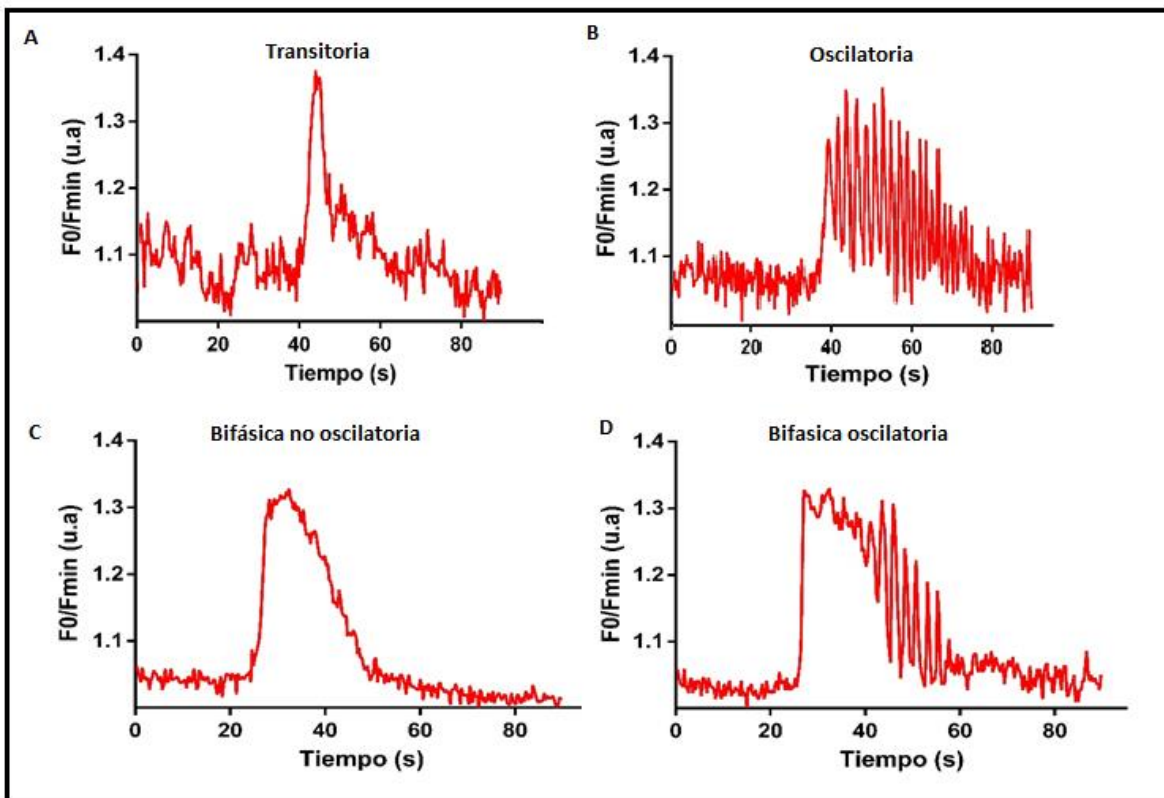 A
Transitoria
1.4
1.3
1.2
1.1
F0/Fmin (u.a)
0 20 40 60 80
Tiempo (s)
B
Oscilatoria
1.4
1.3
1.2
1.1
F0/Fmin (u.a)
0 20 40 60 80
Tiempo (s)
C
Bifásica no oscilatoria
1.4
1.3
1.2
1.1
F0/Fmin (u.a)
0 20 40 60 80
Tiempo (s)
D
Bifasica oscilatoria
1.4
1.3
1.2
1.1
F0/Fmin (u.a)
0 20 40 60 80
Tiempo (s)